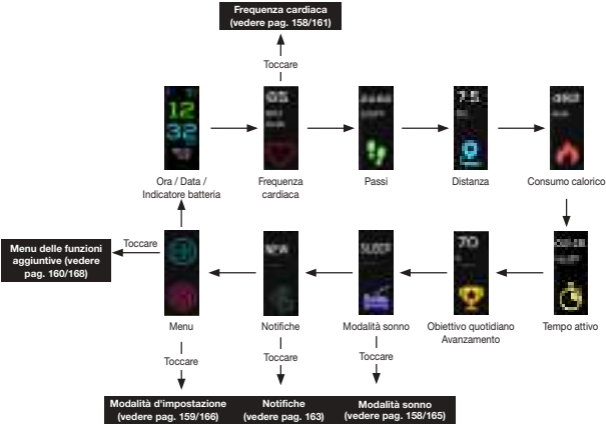 Frequenza cardiaca
(vedere pag. 158/161)
Toccare
12
32
75
Ora / Data /
Indicatore batteria
Frequenza
cardiaca
Passi
Distanza
Consumo calorico
Menu delle funzioni
aggiuntive (vedere
pag. 160/168)
Toccare
NEW
SLEEP
70
Menu
Notifiche
Modalità sonno
Obiettivo quotidiano
Avanzamento
Tempo attivo
Toccare
Toccare
Toccare
Modalità d'impostazione
(vedere pag. 159/166)
Notifiche
(vedere pag. 163)
Modalità sonno
(vedere pag. 158/165)